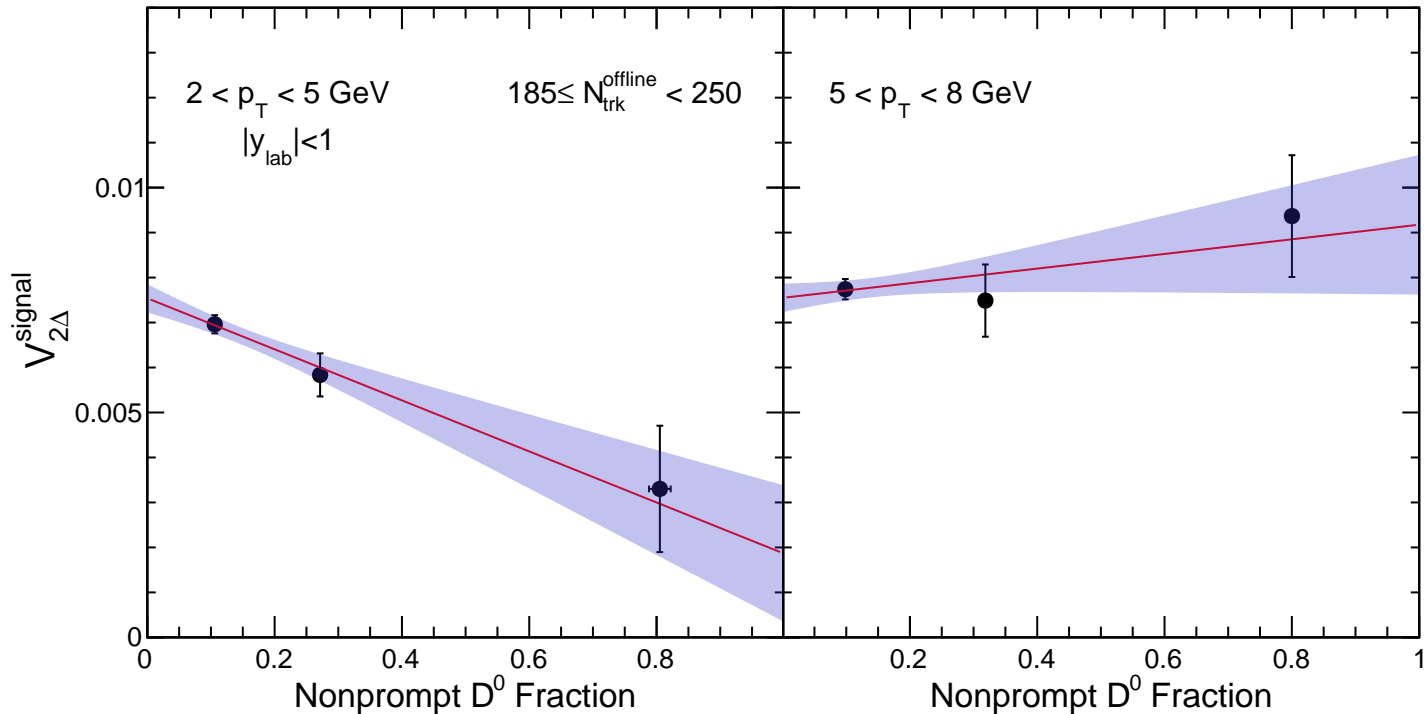 2 < p_T < 5 GeV
185≤ N_trk^offline < 250
|y_lab|<1
5 < p_T < 8 GeV
V_2Δ^signal
0.01
0.005
0
0 0.2 0.4 0.6 0.8
0.2 0.4 0.6 0.8 1
Nonprompt D^0 Fraction
Nonprompt D^0 Fraction